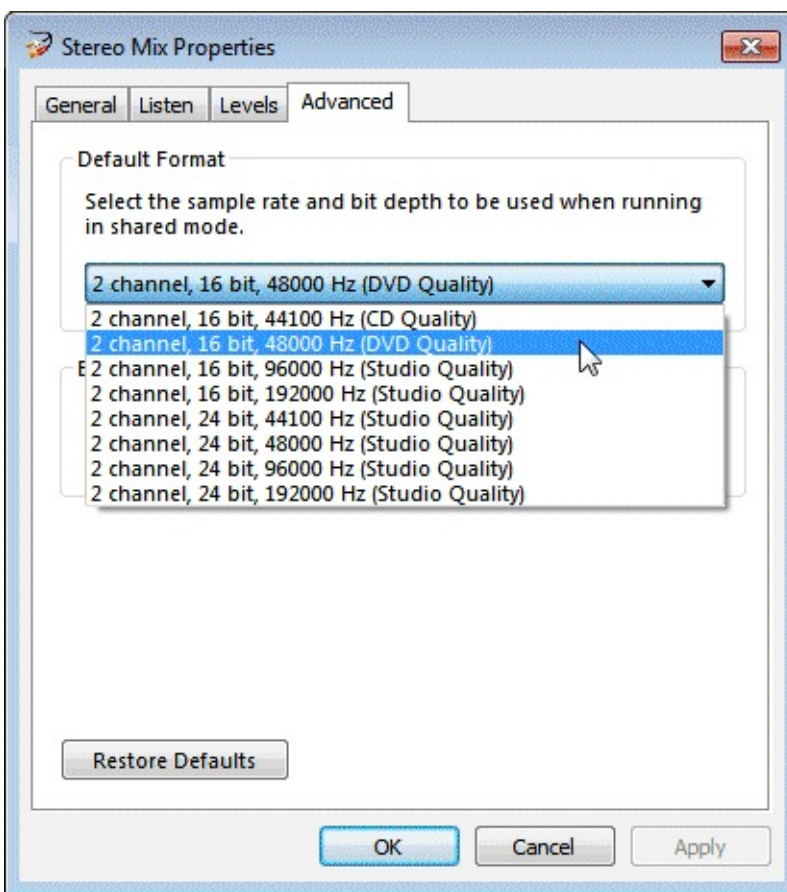 Stereo Mix Properties
General Listen Levels Advanced
Default Format
Select the sample rate and bit depth to be used when running
in shared mode.
2 channel, 16 bit, 48000 Hz (DVD Quality)
2 channel, 16 bit, 44100 Hz (CD Quality)
2 channel, 16 bit, 48000 Hz (DVD Quality)
2 channel, 16 bit, 96000 Hz (Studio Quality)
2 channel, 16 bit, 192000 Hz (Studio Quality)
2 channel, 24 bit, 44100 Hz (Studio Quality)
2 channel, 24 bit, 48000 Hz (Studio Quality)
2 channel, 24 bit, 96000 Hz (Studio Quality)
2 channel, 24 bit, 192000 Hz (Studio Quality)
Restore Defaults
OK Cancel Apply